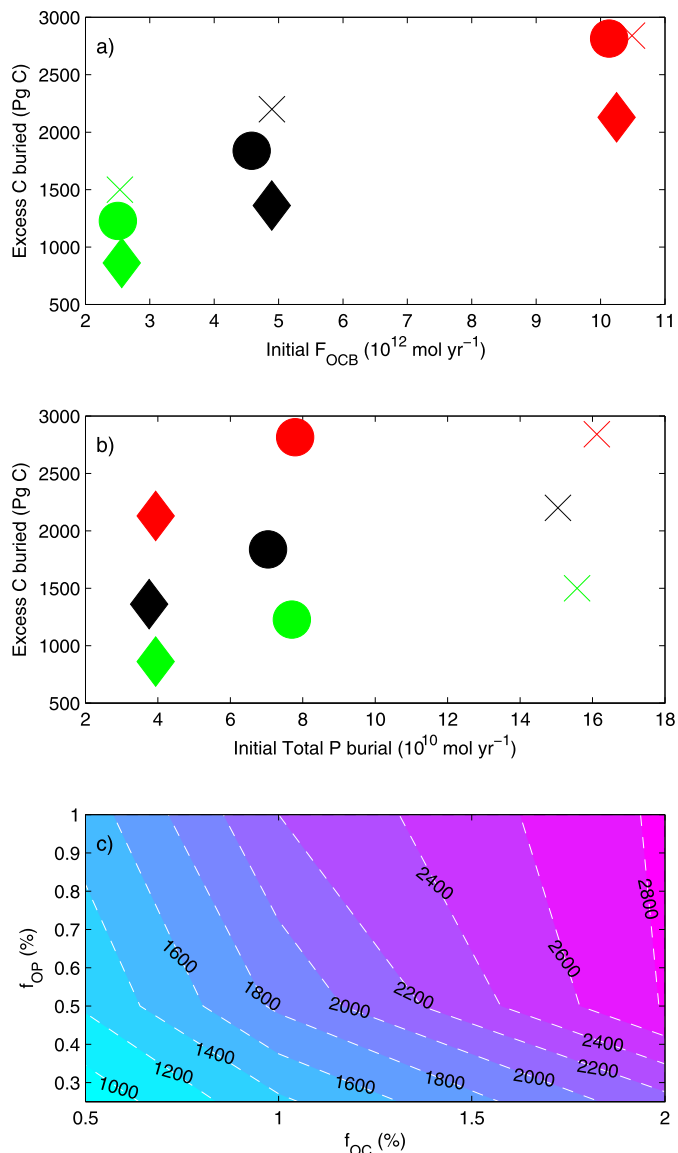 3000
a)
2500
2000
1500
1000
500
Excess C buried (Pg C)
2 3 4 5 6 7 8 9 10 11
Initial F_OCB (10^12 mol yr^−1)
3000
b)
2500
2000
1500
1000
500
Excess C buried (Pg C)
2 4 6 8 10 12 14 16 18
Initial Total P burial (10^10 mol yr^−1)
1
c)
0.9
0.8
0.7
0.6
0.5
0.4
0.3
f_OP (%)
2400
2800
1600
2600
1800
2000
2200
1400
2400
1200
2200
1000
1600
1800
2000
0.5 1 1.5 2
f_OC (%)